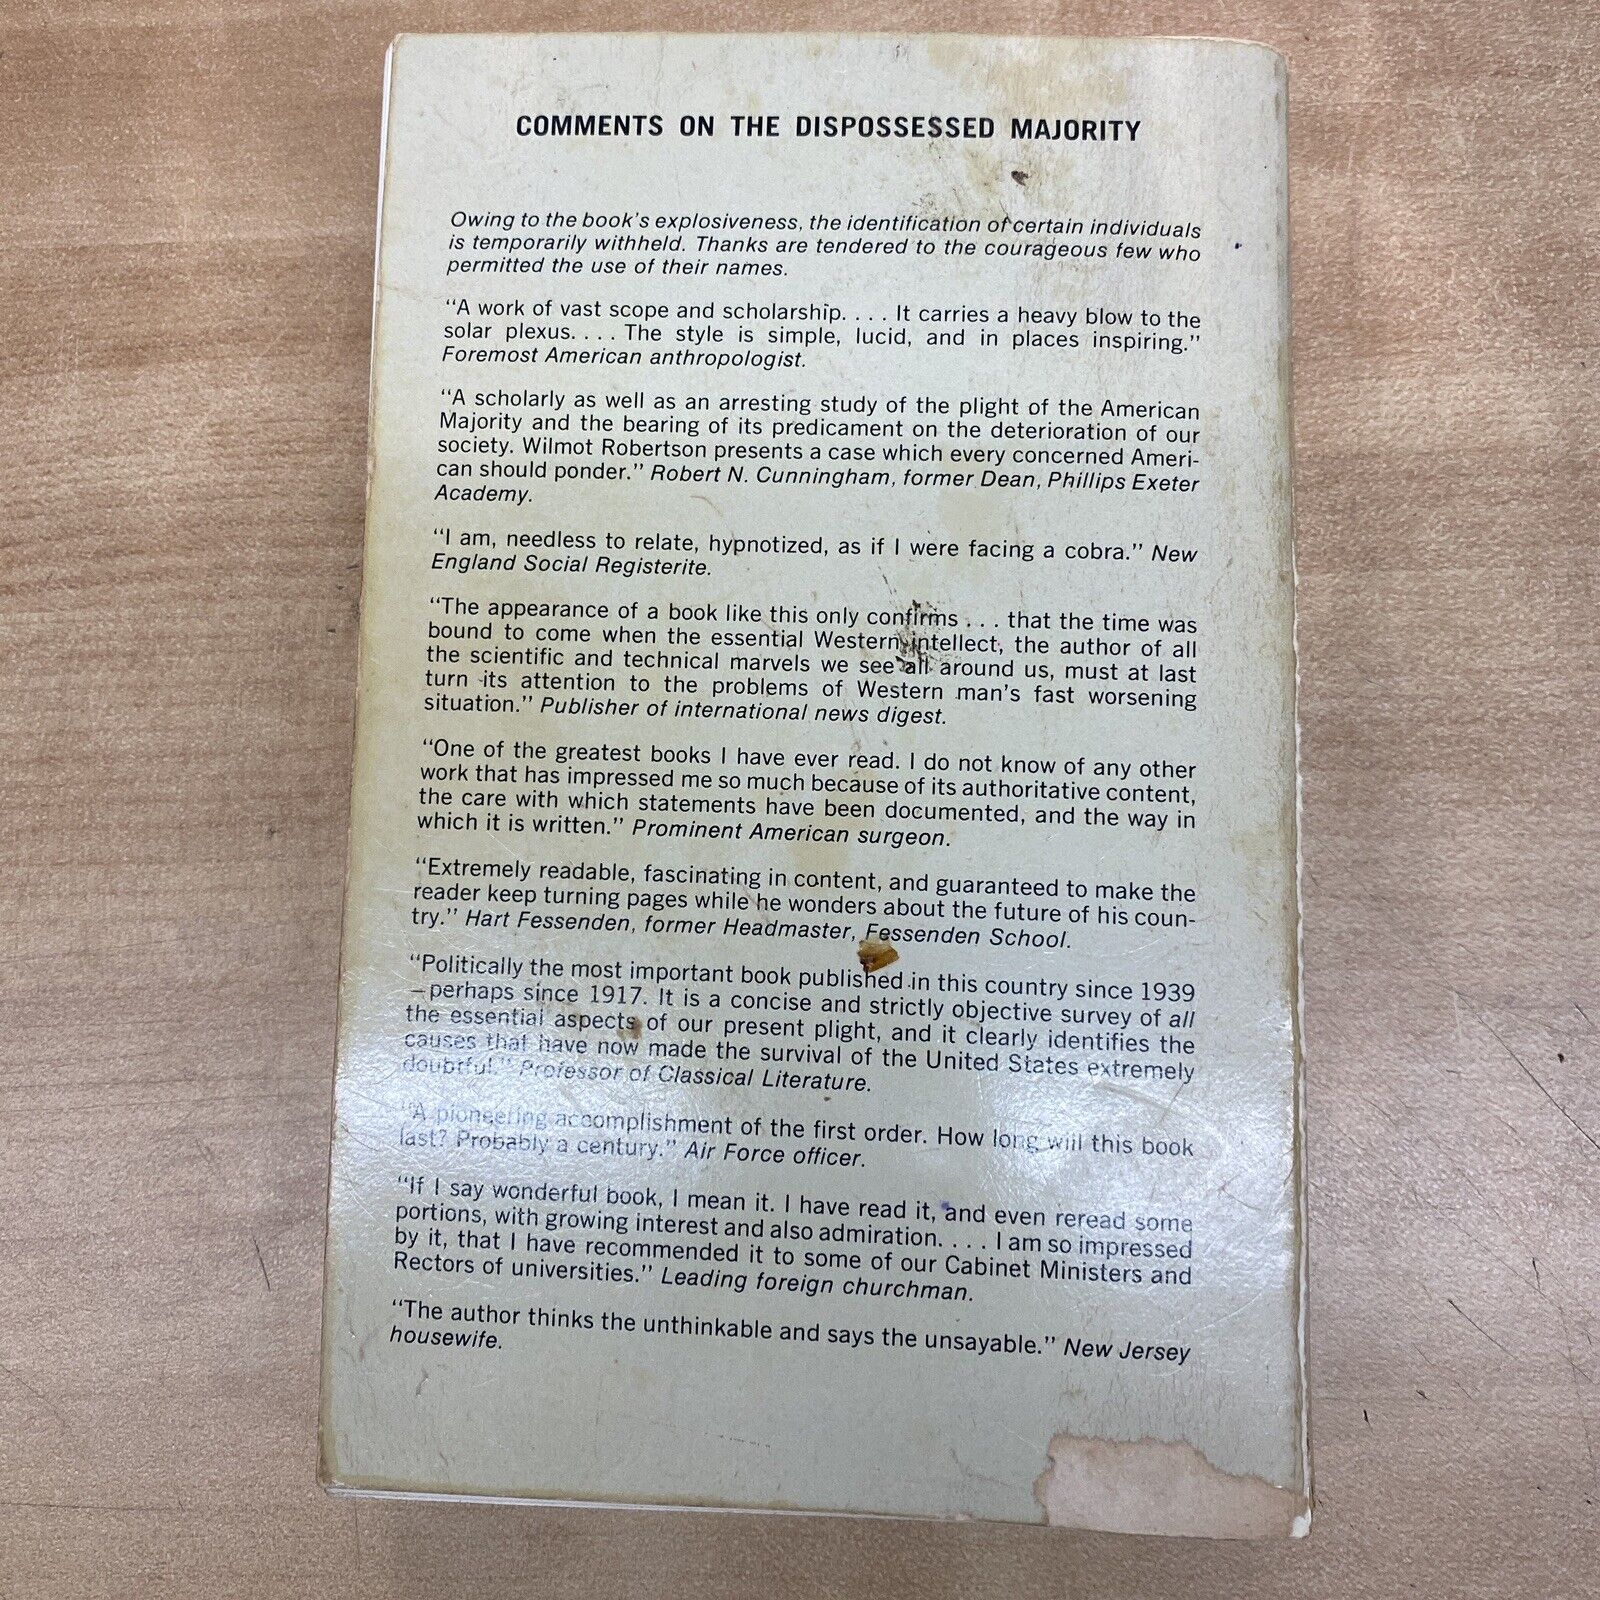 COMMENTS ON THE DISPOSSESSED MAJORITY
Owing to the book's explosiveness, the identification of certain individuals
is temporarily withheld. Thanks are tendered to the courageous few who
permitted the use of their names.
"A work of vast scope and scholarship. . . . It carries a heavy blow to the
solar plexus. . . . The style is simple, lucid, and in places inspiring."
Foremost American anthropologist.
"A scholarly as well as an arresting study of the plight of the American
Majority and the bearing of its predicament on the deterioration of our
society. Wilmot Robertson presents a case which every concerned Ameri-
can should ponder." Robert N. Cunningham, former Dean, Phillips Exeter
Academy.
"I am, needless to relate, hypnotized, as if I were facing a cobra." New
England Social Registerite.
"The appearance of a book like this only confirms . . . that the time was
bound to come when the essential Western intellect, the author of all
the scientific and technical marvels we see all around us, must at last
turn its attention to the problems of Western man's fast worsening
situation." Publisher of international news digest.
"One of the greatest books I have ever read. I do not know of any other
work that has impressed me so much because of its authoritative content,
the care with which statements have been documented, and the way in
which it is written." Prominent American surgeon.
"Extremely readable, fascinating in content, and guaranteed to make the
reader keep turning pages while he wonders about the future of his coun-
try." Hart Fessenden, former Headmaster, Fessenden School.
"Politically the most important book published in this country since 1939
—perhaps since 1917. It is a concise and strictly objective survey of all
the essential aspects of our present plight, and it clearly identifies the
causes that have now made the survival of the United States extremely
doubtful." Professor of Classical Literature.
"A pioneering accomplishment of the first order. How long will this book
last? Probably a century." Air Force officer.
"If I say wonderful book, I mean it. I have read it, and even reread some
portions, with growing interest and also admiration. . . . I am so impressed
by it, that I have recommended it to some of our Cabinet Ministers and
Rectors of universities." Leading foreign churchman.
"The author thinks the unthinkable and says the unsayable." New Jersey
housewife.